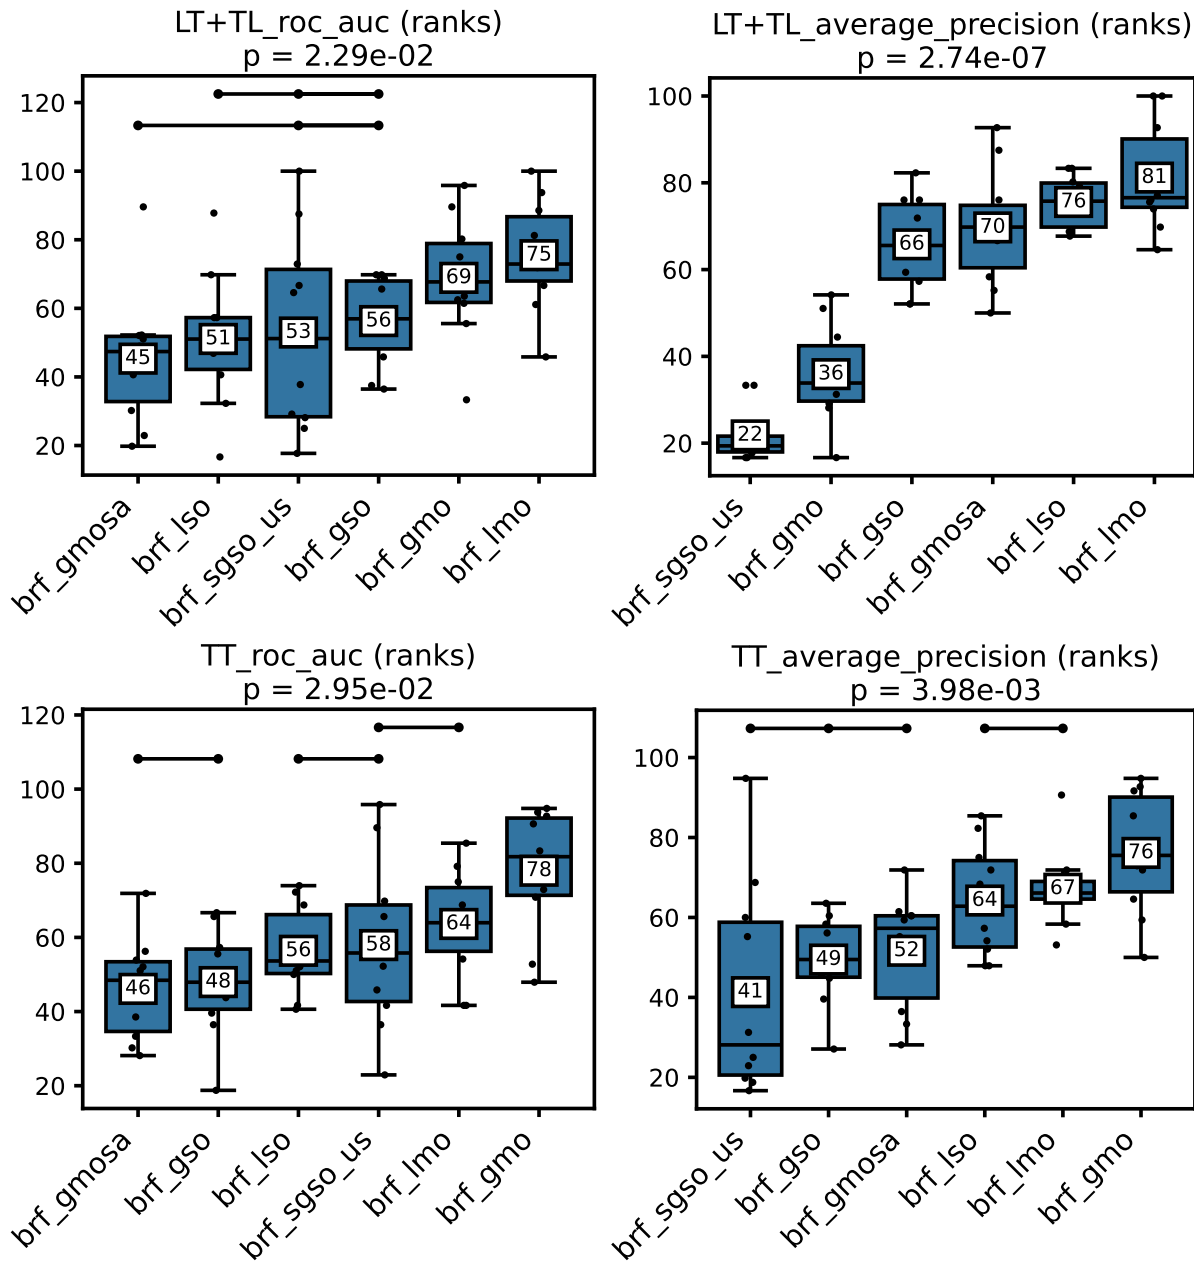 LT+TL_roc_auc (ranks)
p = 2.29e-02
120
100
80
60
40
20
45
51
53
56
69
75
brf_gmosa
brf_lso
brf_sgso_us
brf_gso
brf_gmo
brf_lmo
LT+TL_average_precision (ranks)
p = 2.74e-07
100
80
60
40
20
22
36
66
70
76
81
brf_sgso_us
brf_gmo
brf_gso
brf_gmosa
brf_lso
brf_lmo
TT_roc_auc (ranks)
p = 2.95e-02
120
100
80
60
40
20
46
48
56
58
64
78
brf_gmosa
brf_gso
brf_lso
brf_sgso_us
brf_lmo
brf_gmo
TT_average_precision (ranks)
p = 3.98e-03
100
80
60
40
20
41
49
52
64
67
76
brf_sgso_us
brf_gso
brf_gmosa
brf_lso
brf_lmo
brf_gmo